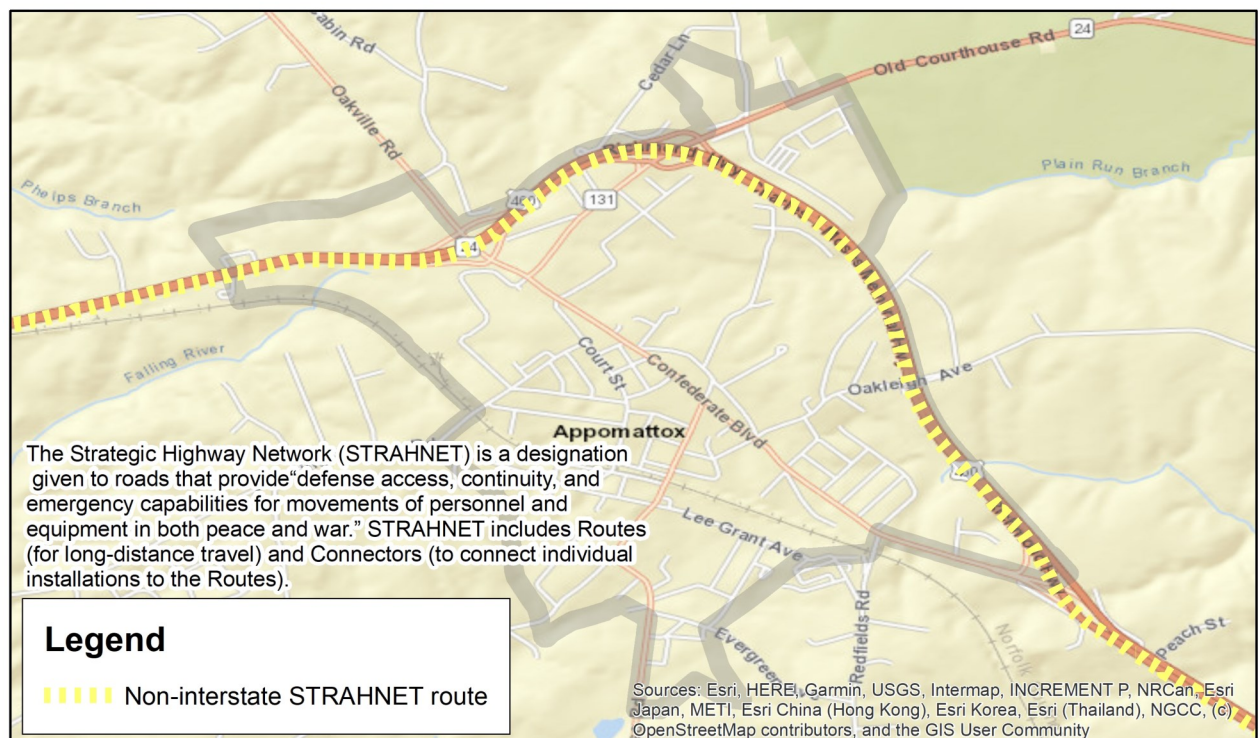 Cabin Rd
Oakville Rd
Cedar Ln
Old Courthouse Rd
24
Phelps Branch
Plain Run Branch
460
131
24
Falling River
Court St
Confederate Blvd
Oakleigh Ave
Appomattox
The Strategic Highway Network (STRAHNET) is a designation
given to roads that provide“defense access, continuity, and
emergency capabilities for movements of personnel and
equipment in both peace and war.” STRAHNET includes Routes
(for long-distance travel) and Connectors (to connect individual
installations to the Routes).
Lee Grant Ave
Redfields Rd
Evergreen
Norfolk
Peach St
Legend
Non-interstate STRAHNET route
Sources: Esri, HERE, Garmin, USGS, Intermap, INCREMENT P, NRCan, Esri
Japan, METI, Esri China (Hong Kong), Esri Korea, Esri (Thailand), NGCC, (c)
OpenStreetMap contributors, and the GIS User Community